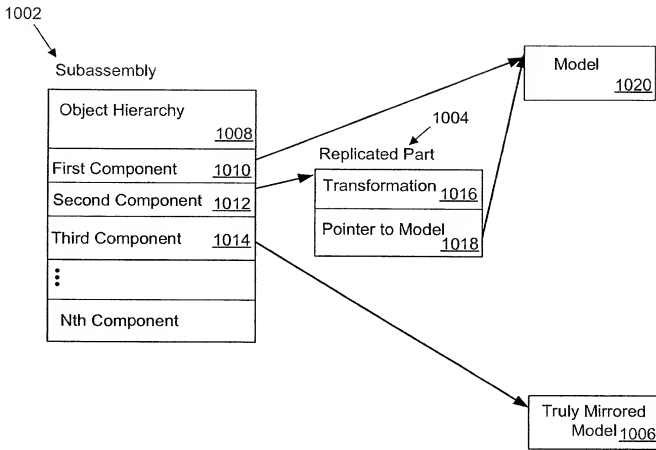 1002
Subassembly
Object Hierarchy
1008
First Component 1010
Second Component 1012
Third Component 1014
Nth Component
1004
Replicated Part
Transformation 1016
Pointer to Model 1018
Model
1020
Truly Mirrored
Model 1006